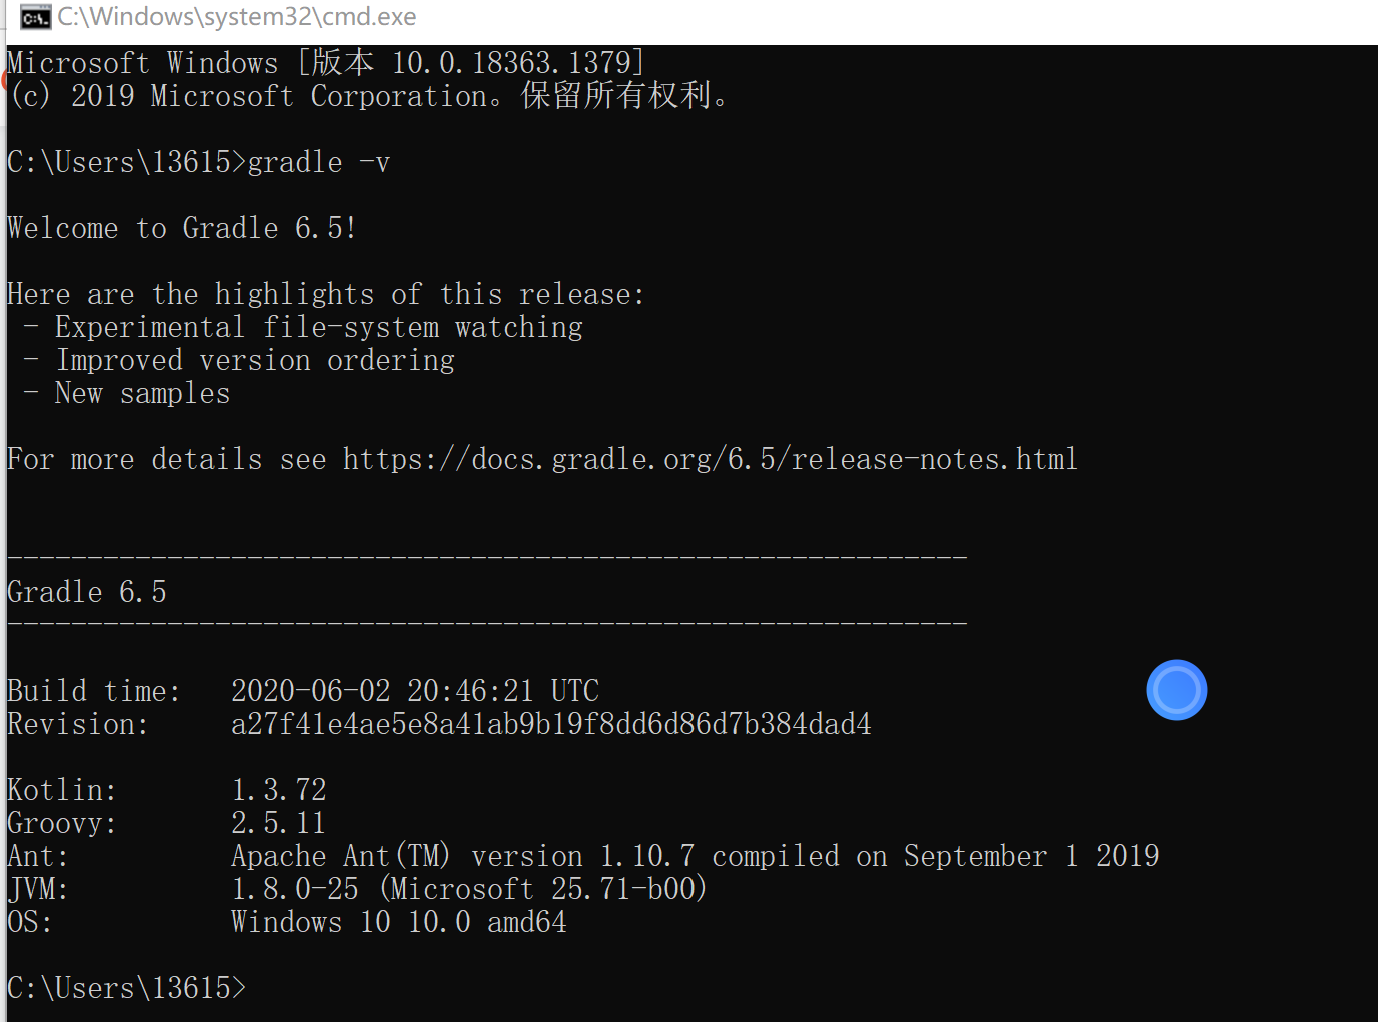 C:\Windows\system32\cmd.exe
Microsoft Windows [版本 10.0.18363.1379]
(c) 2019 Microsoft Corporation。保留所有权利。
C:\Users\13615>gradle -v
Welcome to Gradle 6.5!
Here are the highlights of this release:
- Experimental file-system watching
- Improved version ordering
- New samples
For more details see https://docs.gradle.org/6.5/release-notes.html
------------------------------------------------------------
Gradle 6.5
------------------------------------------------------------
Build time:   2020-06-02 20:46:21 UTC
Revision:     a27f41e4ae5e8a41ab9b19f8dd6d86d7b384dad4
Kotlin:       1.3.72
Groovy:       2.5.11
Ant:          Apache Ant(TM) version 1.10.7 compiled on September 1 2019
JVM:          1.8.0-25 (Microsoft 25.71-b00)
OS:           Windows 10 10.0 amd64
C:\Users\13615>